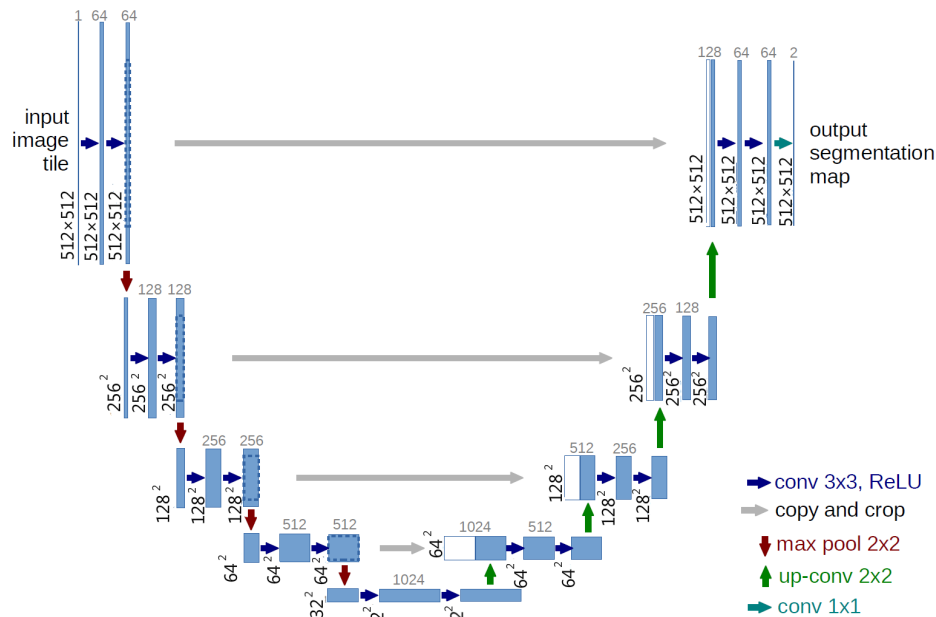 1 64 64
input
image
tile
512×512
512×512
512×512
128 64 64 2
output
segmentation
map
512×512
512×512
512×512
512×512
128 128
256²
256²
256²
256 128
256²
256²
256²
256 256
128²
128²
128²
512 256
128²
128²
128²
512 512
64²
64²
64²
1024 512
64²
64²
64²
1024
32²
conv 3x3, ReLU
copy and crop
max pool 2x2
up-conv 2x2
conv 1x1